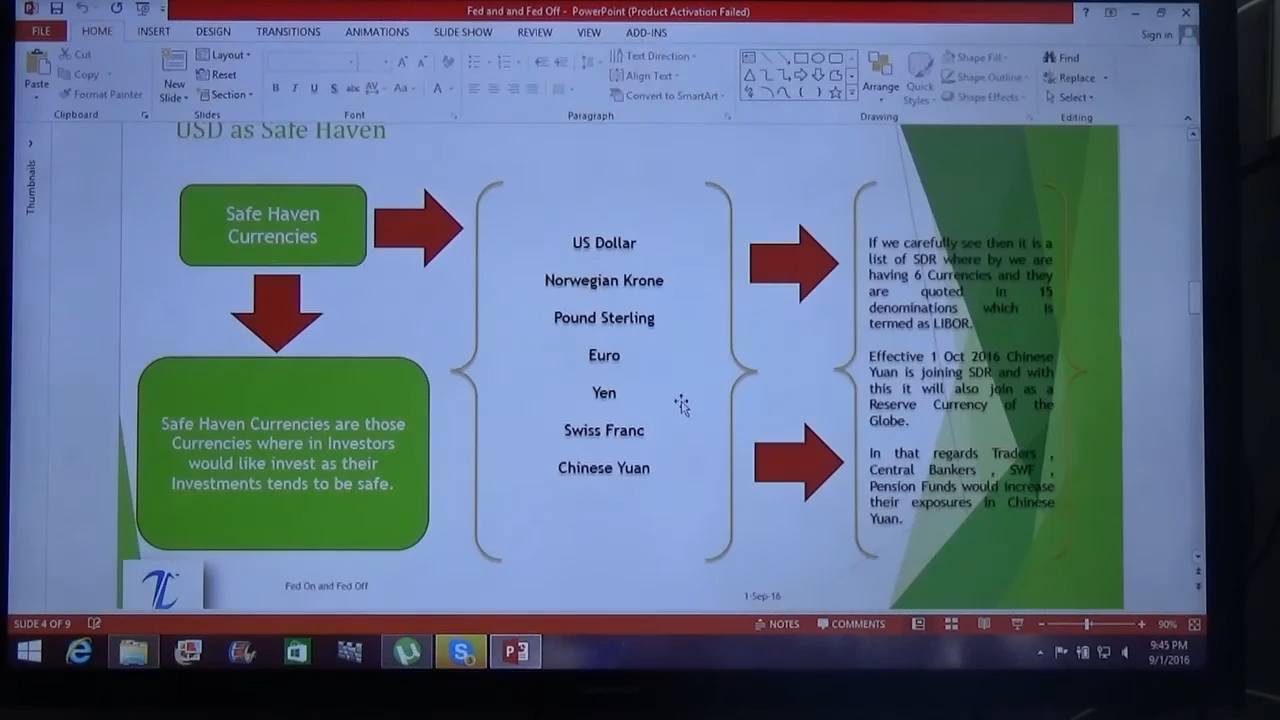 Fed and and Fed Off - PowerPoint (Product Activation Failed)
?
FILE
HOME
INSERT
DESIGN
TRANSITIONS
ANIMATIONS
SLIDE SHOW
REVIEW
VIEW
ADD-INS
Sign in
Paste
Cut
Copy
Format Painter
Clipboard
New
Slide
Layout
Reset
Section
Slides
B I U S abc AV Aa A
Font
Text Direction
Align Text
Convert to SmartArt
Paragraph
Arrange
Quick
Styles
Shape Fill
Shape Outline
Shape Effects
Drawing
Find
Replace
Select
Editing
Thumbnails
USD as Safe Haven
Safe Haven
Currencies
Safe Haven Currencies are those
Currencies where in Investors
would like invest as their
Investments tends to be safe.
US Dollar
Norwegian Krone
Pound Sterling
Euro
Yen
Swiss Franc
Chinese Yuan
If we carefully see then it is a
list of SDR where by we are
having 6 Currencies and they
are quoted in 15
denominations which is
termed as LIBOR.
Effective 1 Oct 2016 Chinese
Yuan is joining SDR and with
this it will also join as a
Reserve Currency of the
Globe.
In that regards Traders ,
Central Bankers , SWF ,
Pension Funds would increase
their exposures in Chinese
Yuan.
Fed On and Fed Off
1-Sep-16
SLIDE 4 OF 9
NOTES
COMMENTS
90%
9:45 PM
9/1/2016